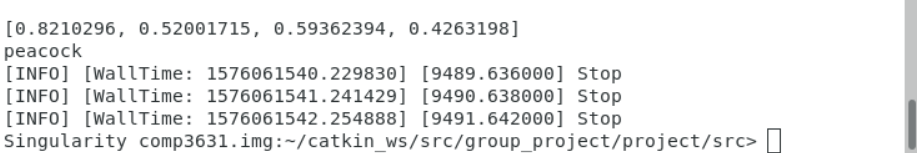 [0.8210296, 0.52001715, 0.59362394, 0.4263198]
peacock
[INFO] [WallTime: 1576061540.229830] [9489.636000] Stop
[INFO] [WallTime: 1576061541.241429] [9490.638000] Stop
[INFO] [WallTime: 1576061542.254888] [9491.642000] Stop
Singularity comp3631.img:~/catkin_ws/src/group_project/project/src>